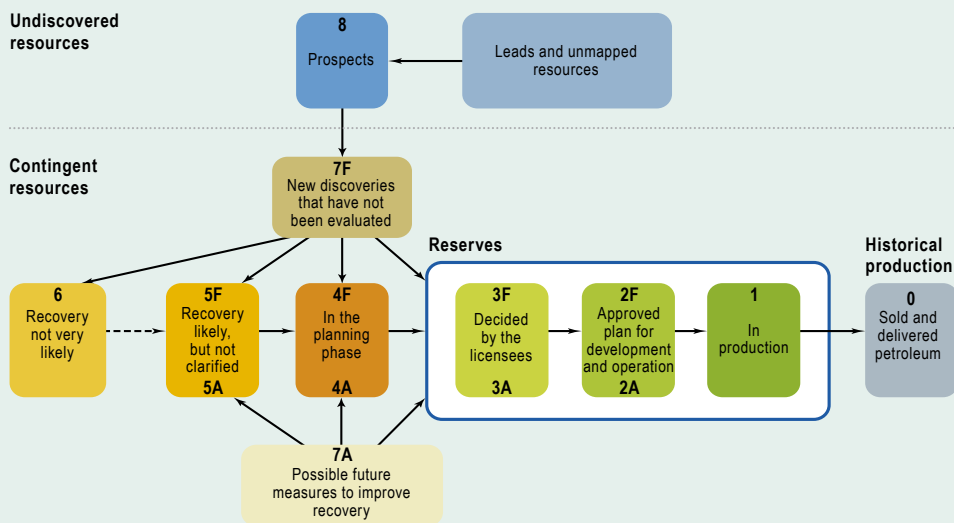 Undiscovered
resources
8
Prospects
Leads and unmapped
resources
Contingent
resources
7F
New discoveries
that have not
been evaluated
Reserves
Historical
production
6
Recovery
not very
likely
5F
Recovery
likely,
but not
clarified
5A
4F
In the
planning
phase
4A
3F
Decided
by the
licensees
3A
2F
Approved
plan for
development
and operation
2A
1
In
production
0
Sold and
delivered
petroleum
7A
Possible future
measures to improve
recovery